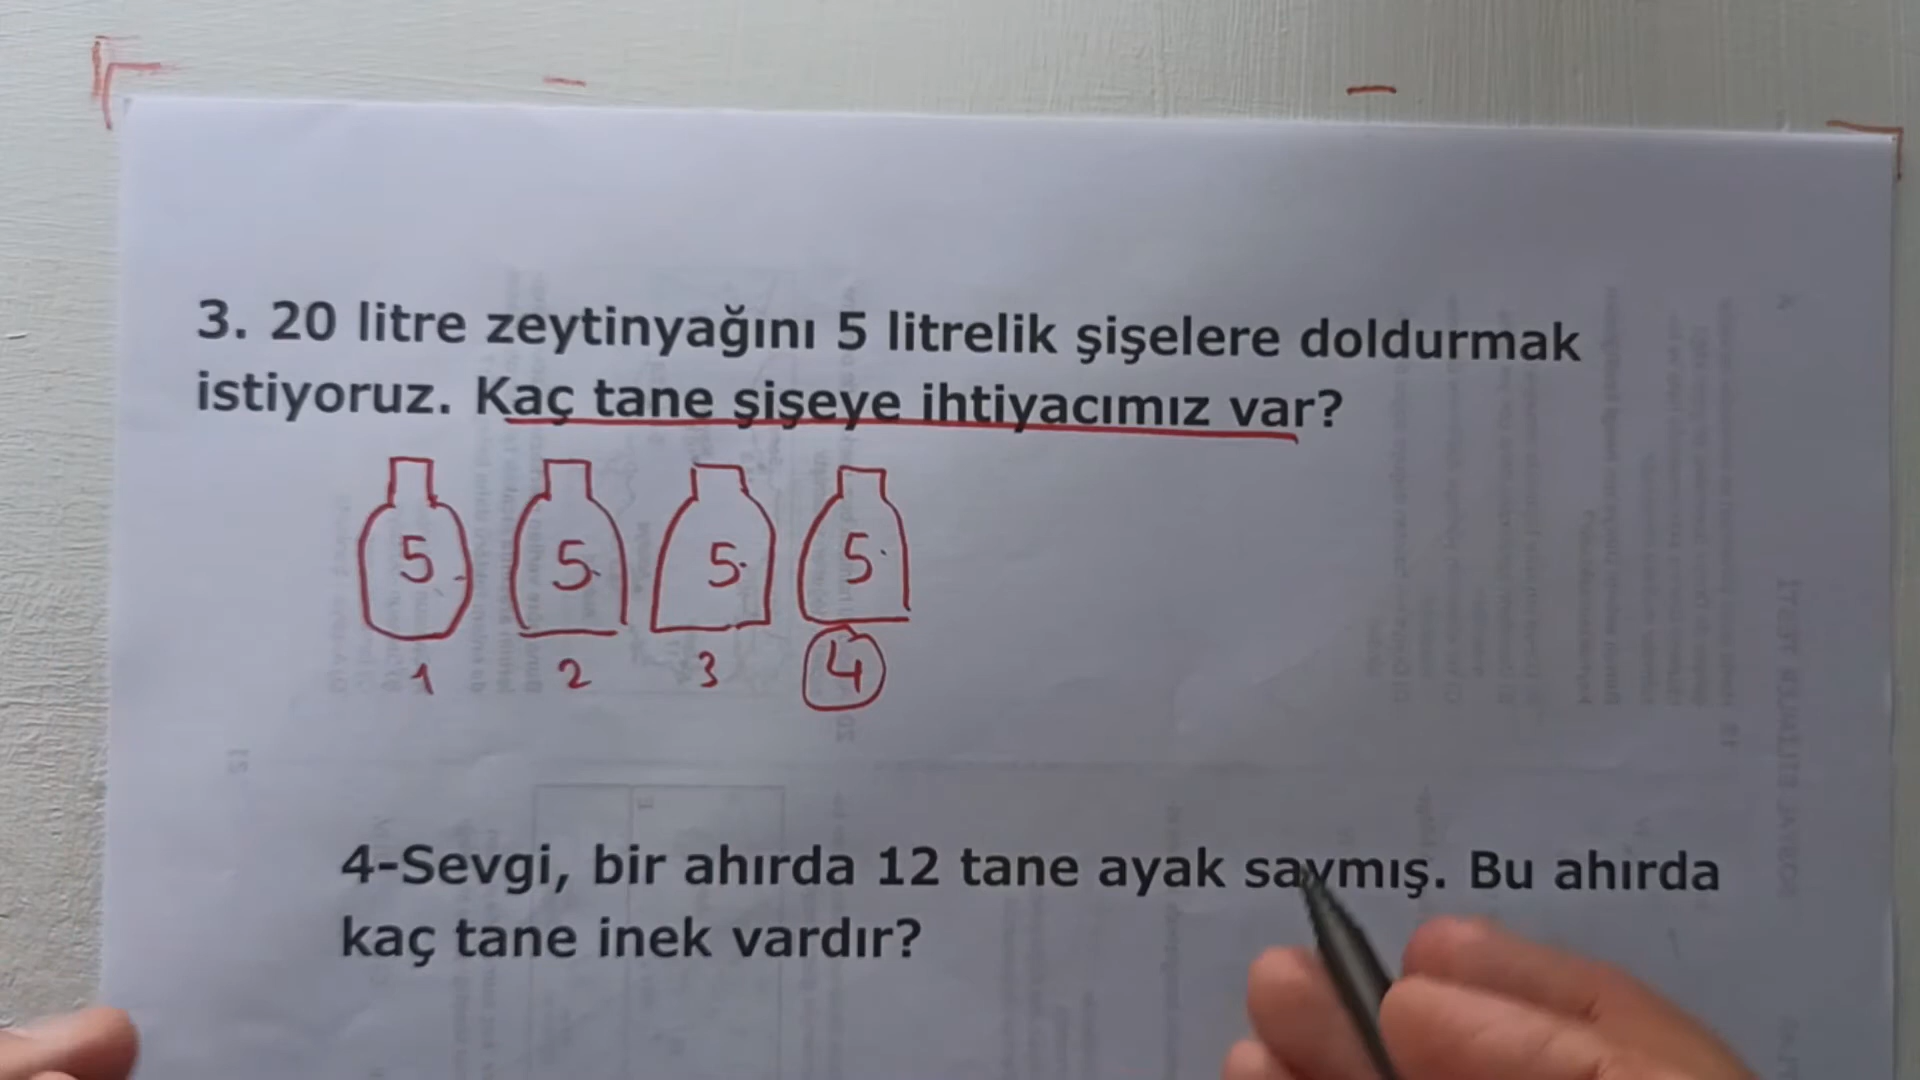 3. 20 litre zeytinyağını 5 litrelik şişelere doldurmak
istiyoruz. Kaç tane şişeye ihtiyacımız var?
5 5 5 5
1 2 3 4
4-Sevgi, bir ahırda 12 tane ayak saymış. Bu ahırda
kaç tane inek vardır?